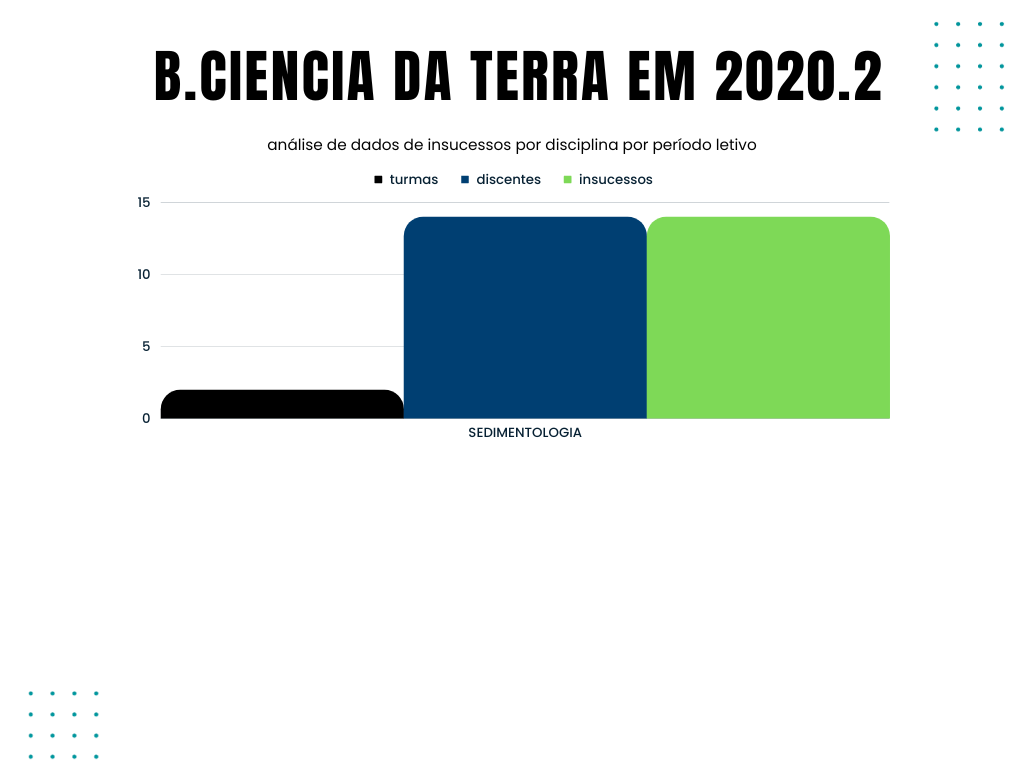 B.CIENCIA DA TERRA EM 2020.2
análise de dados de insucessos por disciplina por período letivo
turmas discentes insucessos
15
10
5
0
SEDIMENTOLOGIA